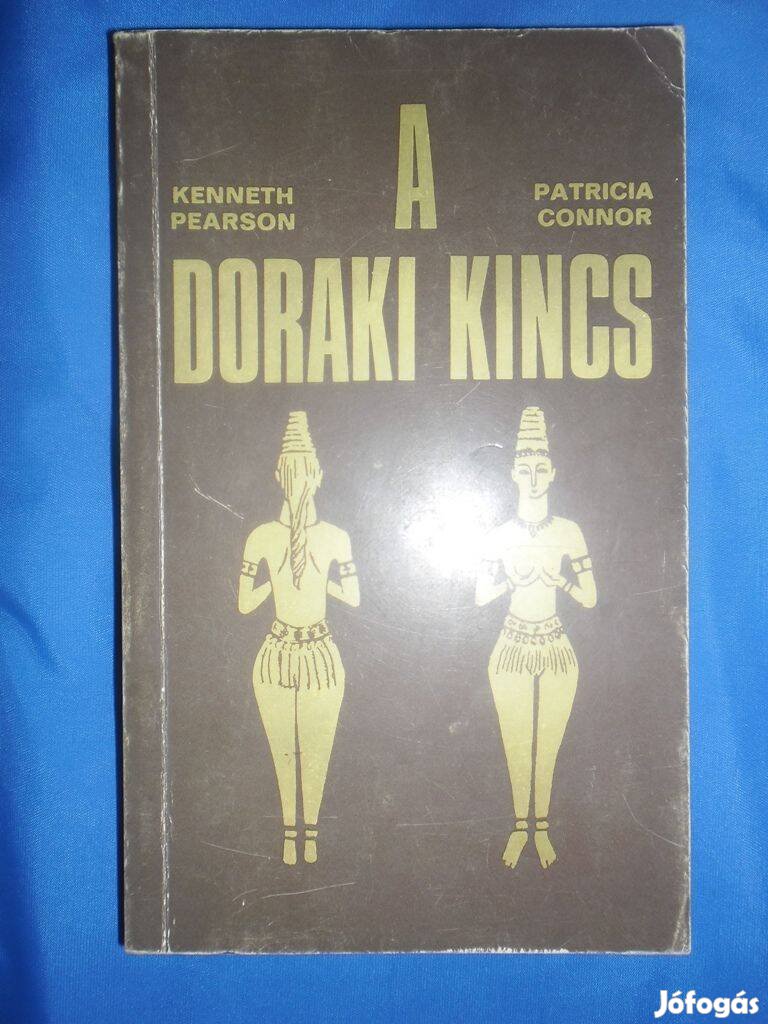 A
KENNETH
PEARSON
PATRICIA
CONNOR
DORAKI KINCS
Jófogás